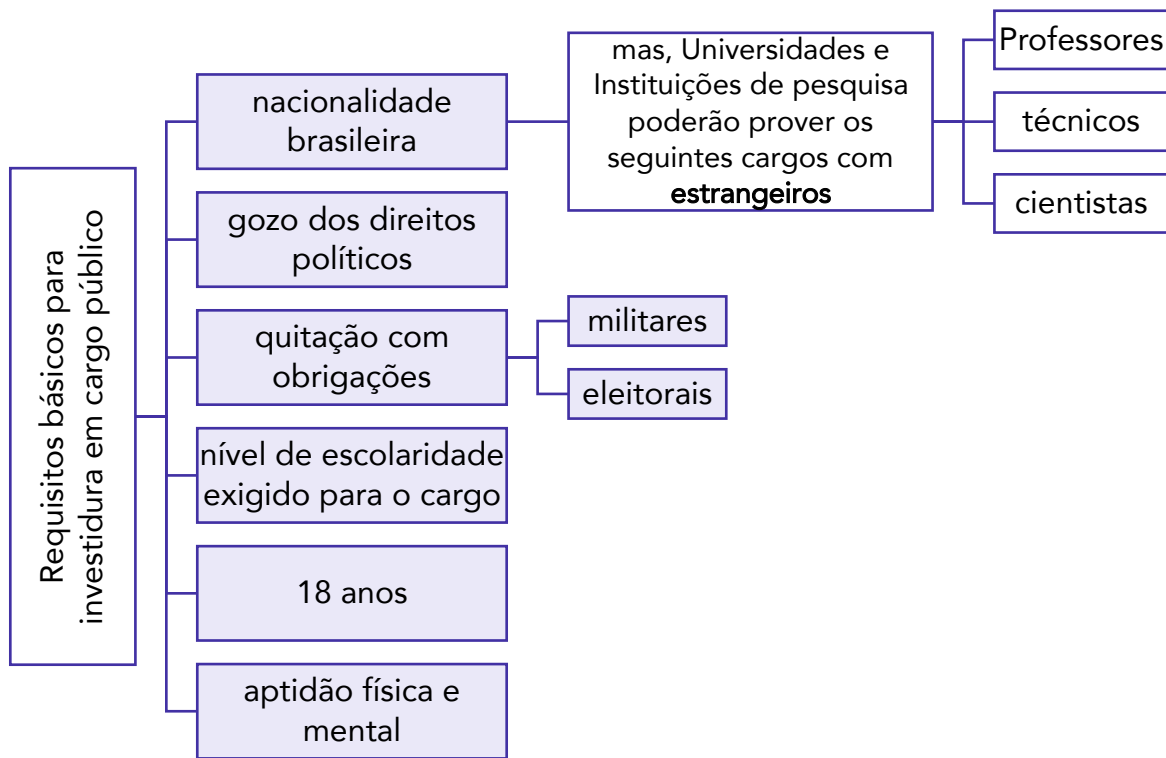 Requisitos básicos para
investidura em cargo público
nacionalidade
brasileira
mas, Universidades e
Instituições de pesquisa
poderão prover os
seguintes cargos com
estrangeiros
Professores
técnicos
cientistas
gozo dos direitos
políticos
quitação com
obrigações
militares
eleitorais
nível de escolaridade
exigido para o cargo
18 anos
aptidão física e
mental